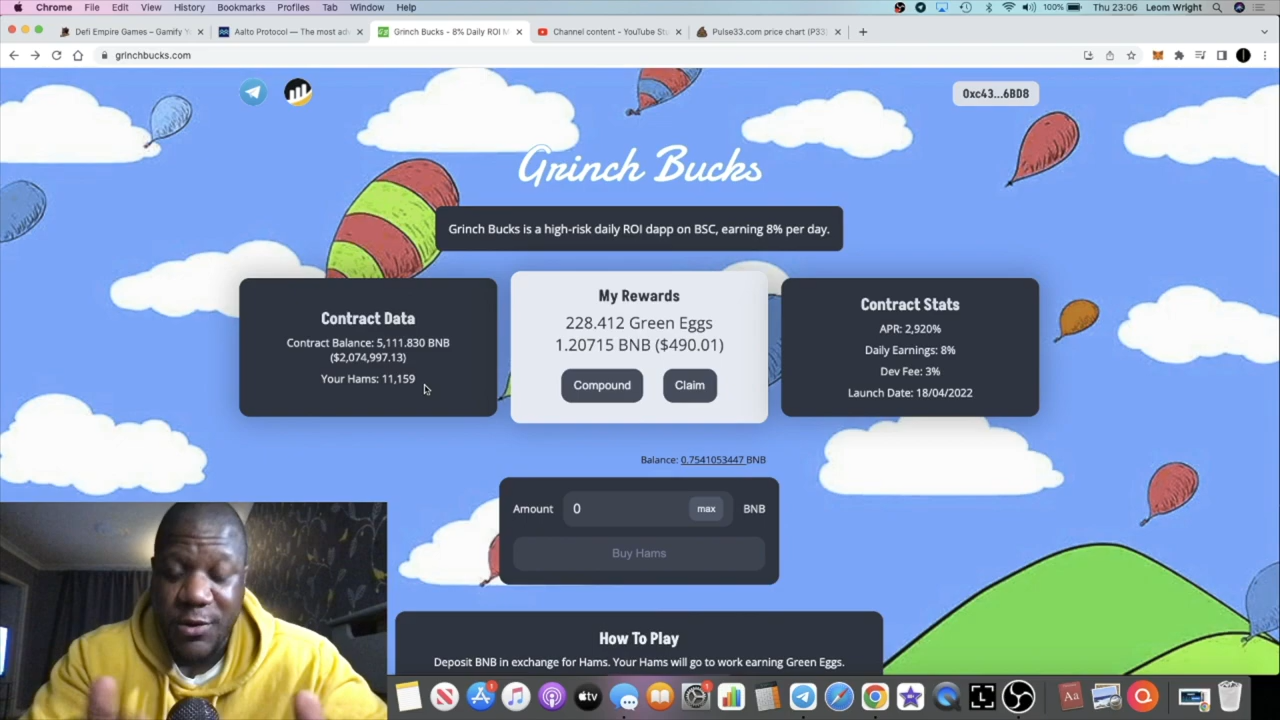 Chrome File Edit View History Bookmarks Profiles Tab Window Help 100% Thu 23:06 Leom Wright
Defi Empire Games – Gamify Y Aalto Protocol – The most ad Grinch Bucks - 8% Daily ROI M Channel content - YouTube St Pulse33.com price chart (P33
grinchbucks.com
0xc43...6BD8
Grinch Bucks
Grinch Bucks is a high-risk daily ROI dapp on BSC, earning 8% per day.
Contract Data
Contract Balance: 5,111.830 BNB
($2,074,997.13)
Your Hams: 11,159
My Rewards
228.412 Green Eggs
1.20715 BNB ($490.01)
Compound Claim
Contract Stats
APR: 2,920%
Daily Earnings: 8%
Dev Fee: 3%
Launch Date: 18/04/2022
Balance: 0.7541053447 BNB
Amount 0 max BNB
Buy Hams
How To Play
Deposit BNB in exchange for Hams. Your Hams will go to work earning Green Eggs.
tv
Aa